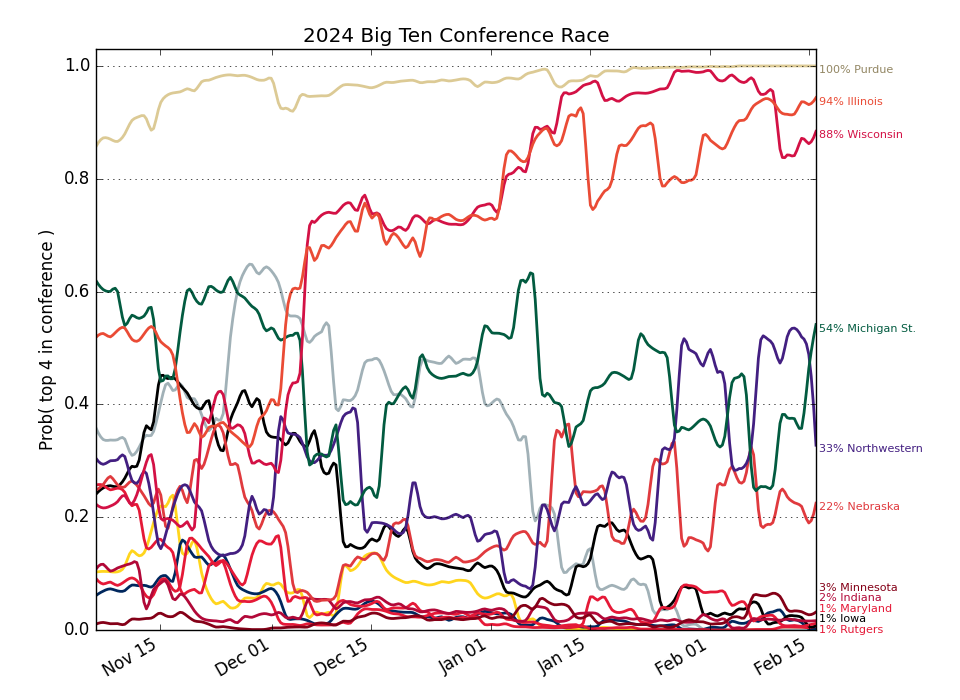 2024 Big Ten Conference Race
Prob( top 4 in conference )
1.0
0.8
0.6
0.4
0.2
0.0
Nov 15
Dec 01
Dec 15
Jan 01
Jan 15
Feb 01
Feb 15
100% Purdue
94% Illinois
88% Wisconsin
54% Michigan St.
33% Northwestern
22% Nebraska
3% Minnesota
2% Indiana
1% Maryland
1% Iowa
1% Rutgers